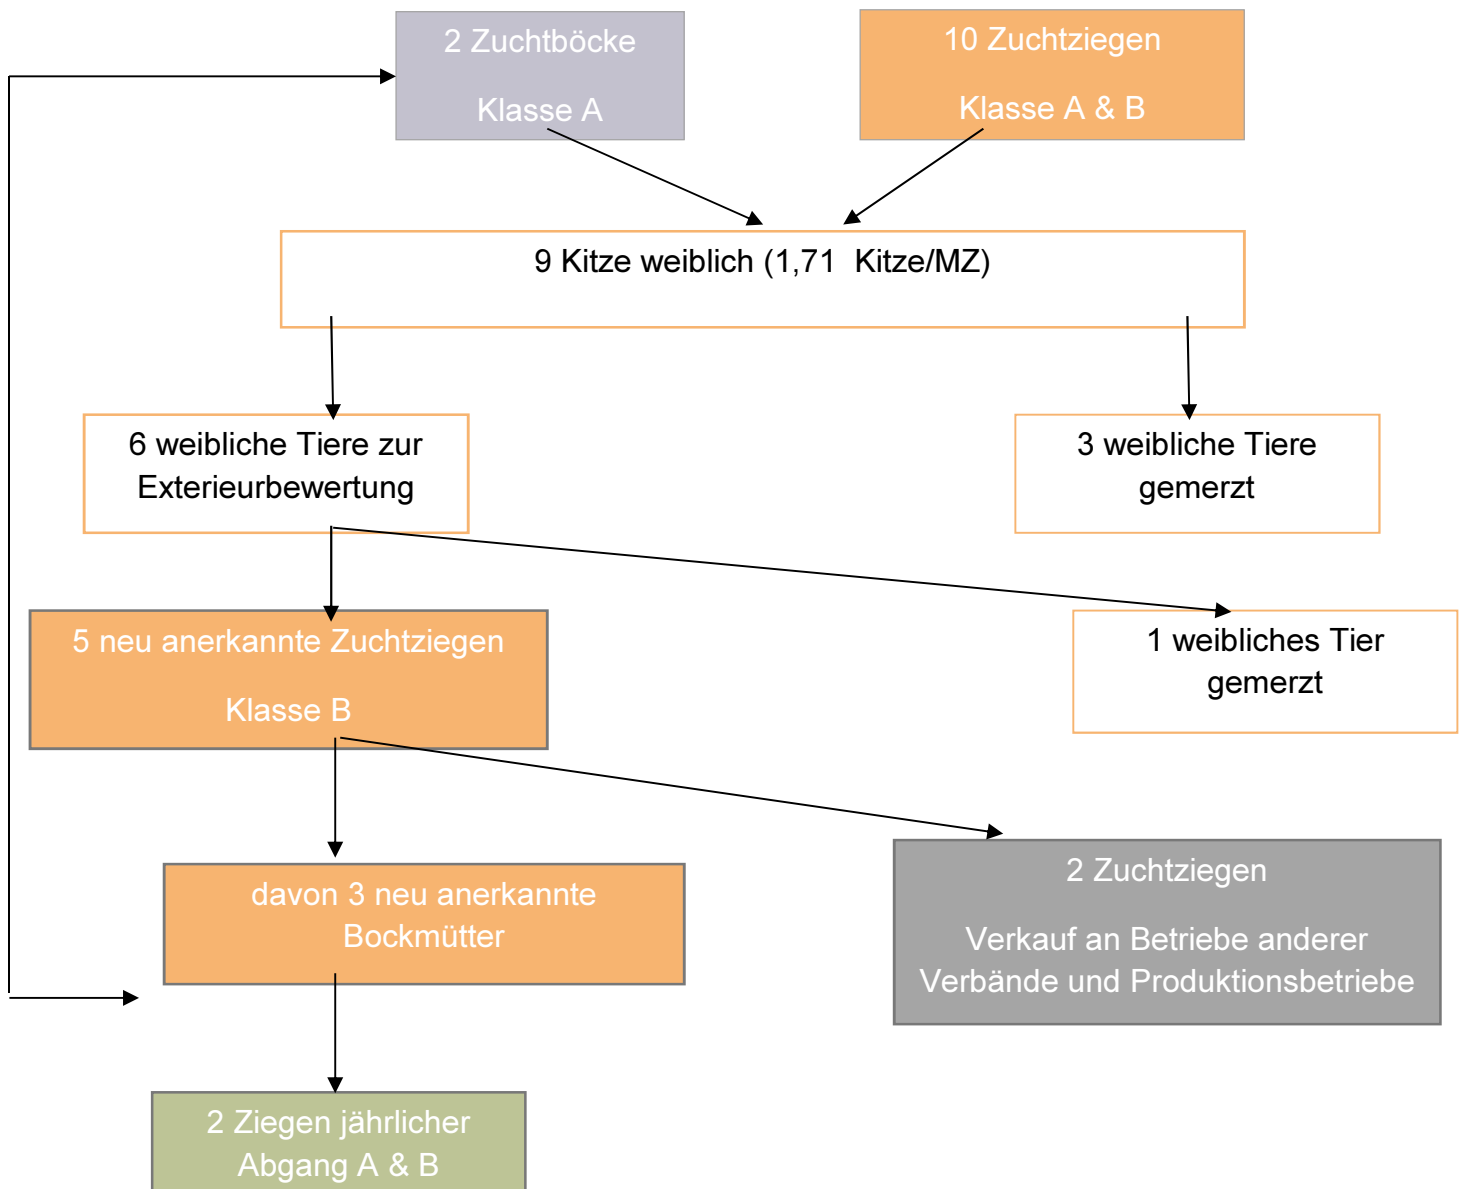 2 Zuchtböcke
Klasse A
10 Zuchtziegen
Klasse A & B
9 Kitze weiblich (1,71  Kitze/MZ)
6 weibliche Tiere zur
Exterieurbewertung
3 weibliche Tiere
gemerzt
5 neu anerkannte Zuchtziegen
Klasse B
1 weibliches Tier
gemerzt
davon 3 neu anerkannte
Bockmütter
2 Zuchtziegen
Verkauf an Betriebe anderer
Verbände und Produktionsbetriebe
2 Ziegen jährlicher
Abgang A & B